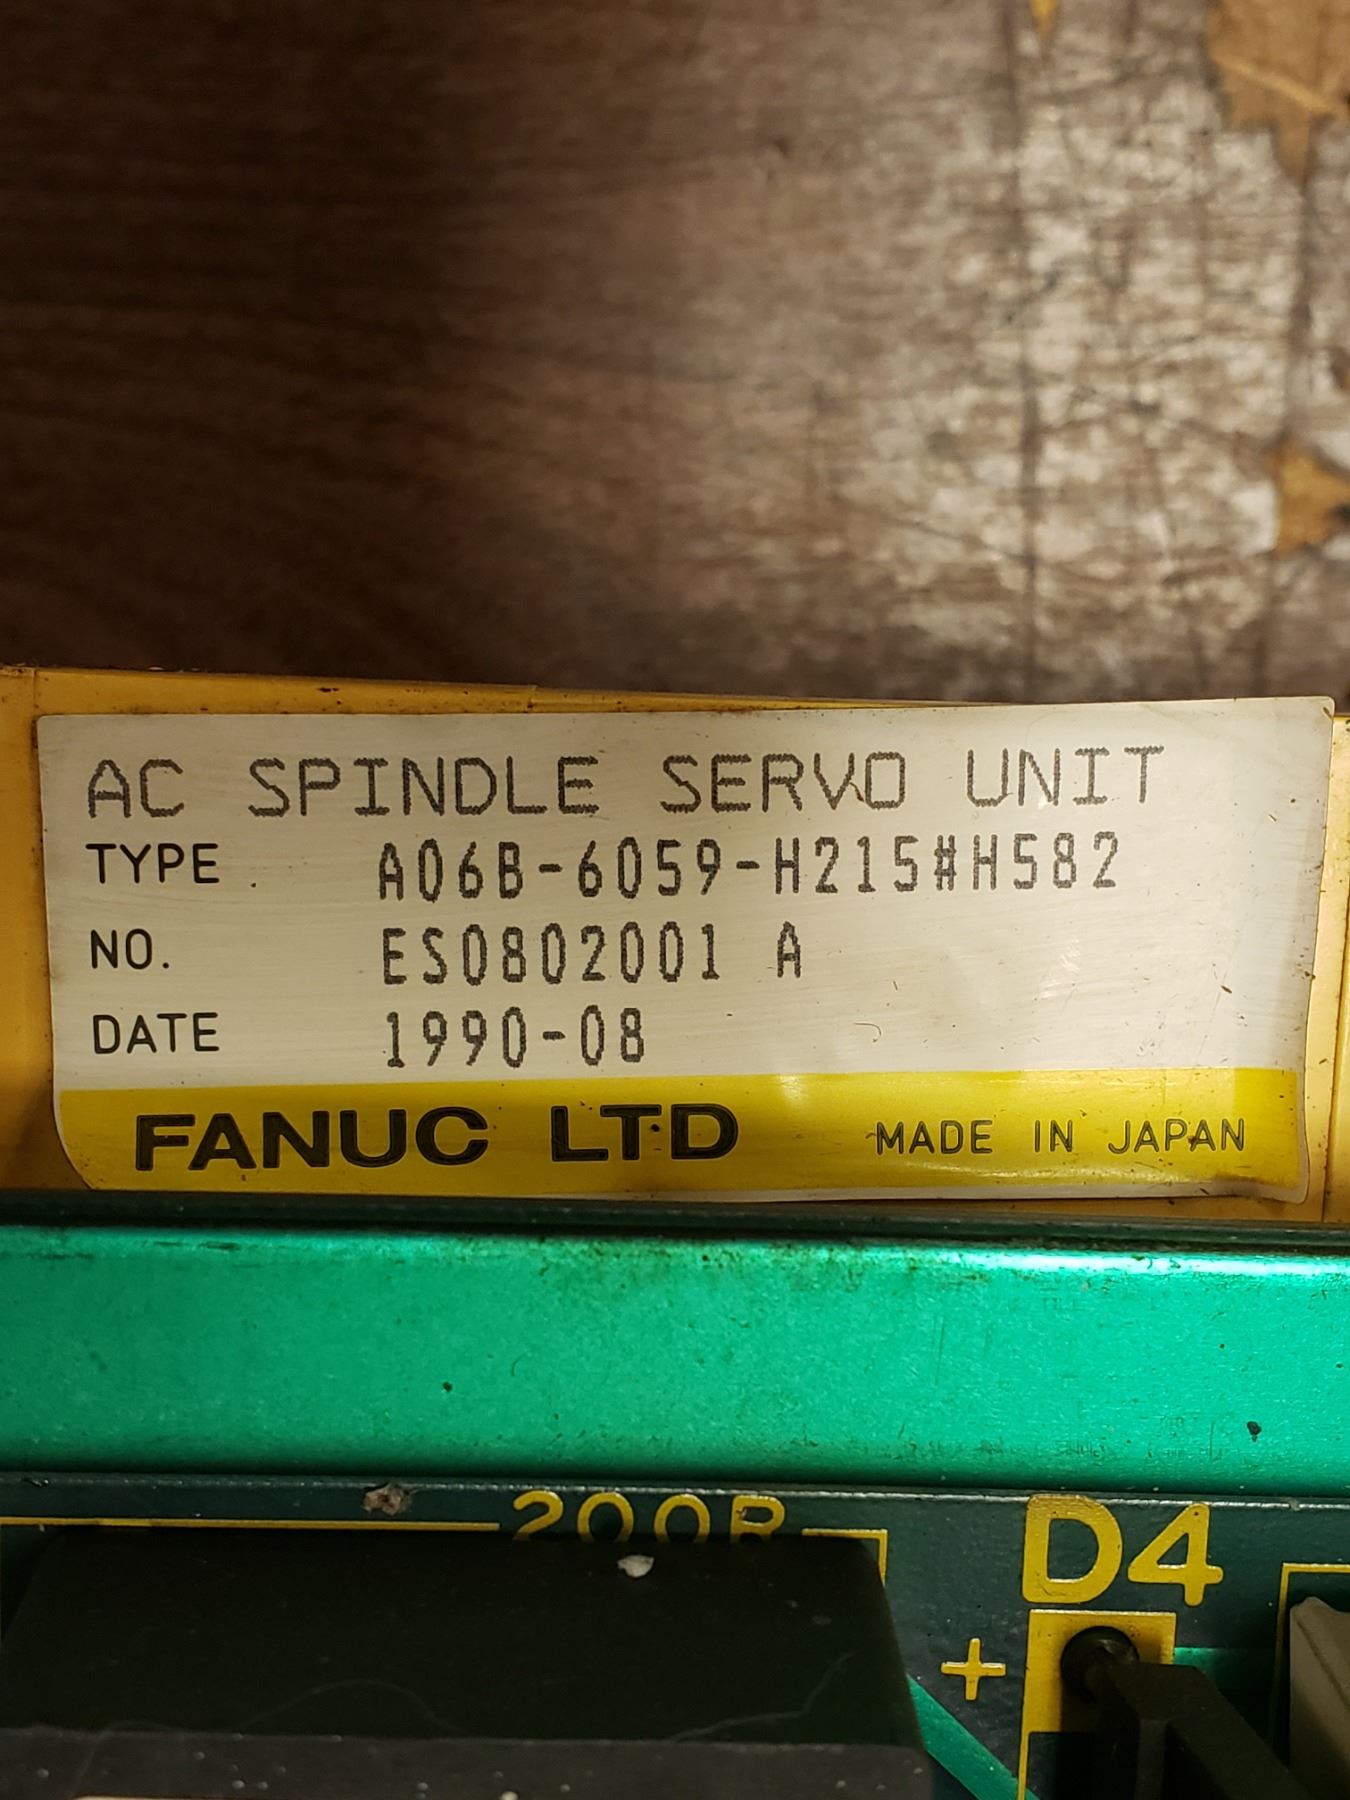 AC SPINDLE SERVO UNIT
TYPE A06B-6059-H215#H582
NO. ES0802001 A
DATE 1990-08
FANUC LTD MADE IN JAPAN
D4
+